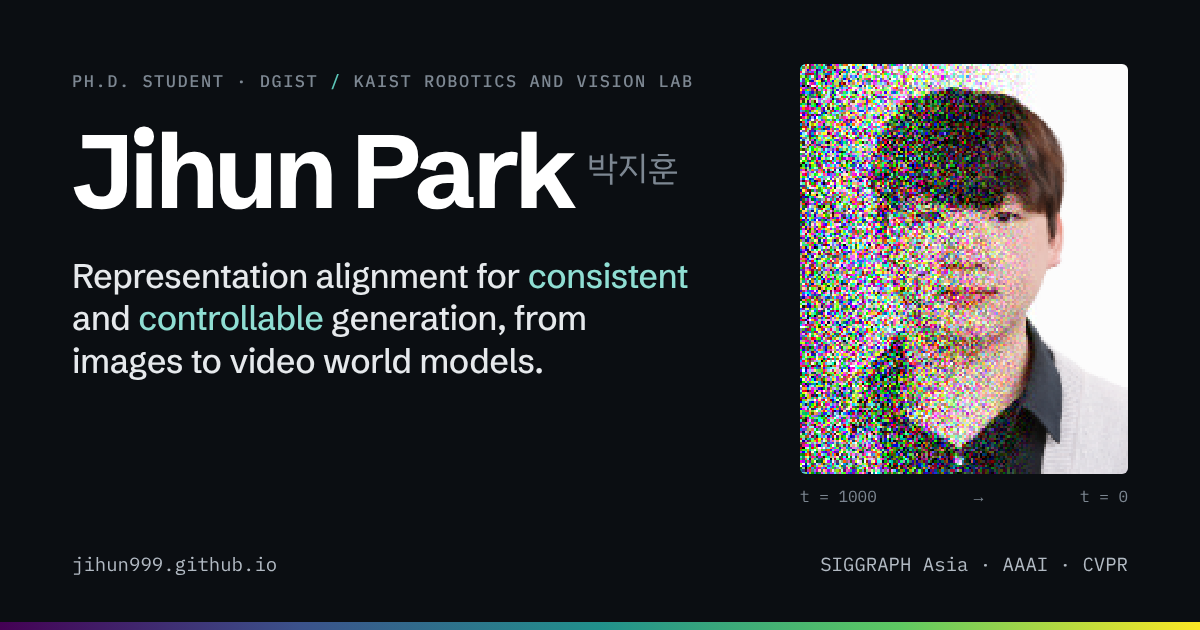 PH.D. STUDENT · DGIST / KAIST ROBOTICS AND VISION LAB
Jihun Park 박지훈
Representation alignment for consistent
and controllable generation, from
images to video world models.
t = 1000 → t = 0
jihun999.github.io
SIGGRAPH Asia · AAAI · CVPR